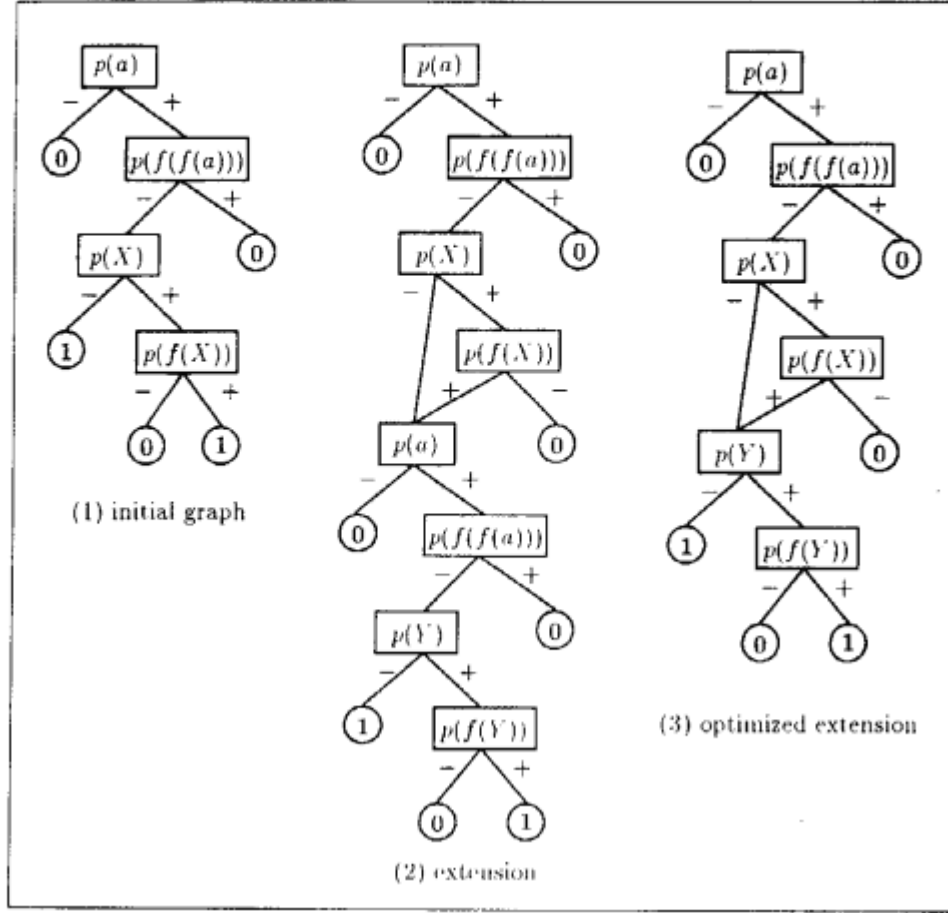 p(a)
- +
0
p(f(f(a)))
- +
p(X)
0
- +
1
p(f(X))
- +
0 1
(1) initial graph
p(a)
- +
0
p(f(f(a)))
- +
p(X)
0
- +
p(f(X))
+ -
p(a)
0
- +
0
p(f(f(a)))
- +
p(Y)
0
- +
1
p(f(Y))
- +
0 1
(2) extension
p(a)
- +
0
p(f(f(a)))
- +
p(X)
0
- +
p(f(X))
+ -
p(Y)
0
- +
1
p(f(Y))
- +
0 1
(3) optimized extension